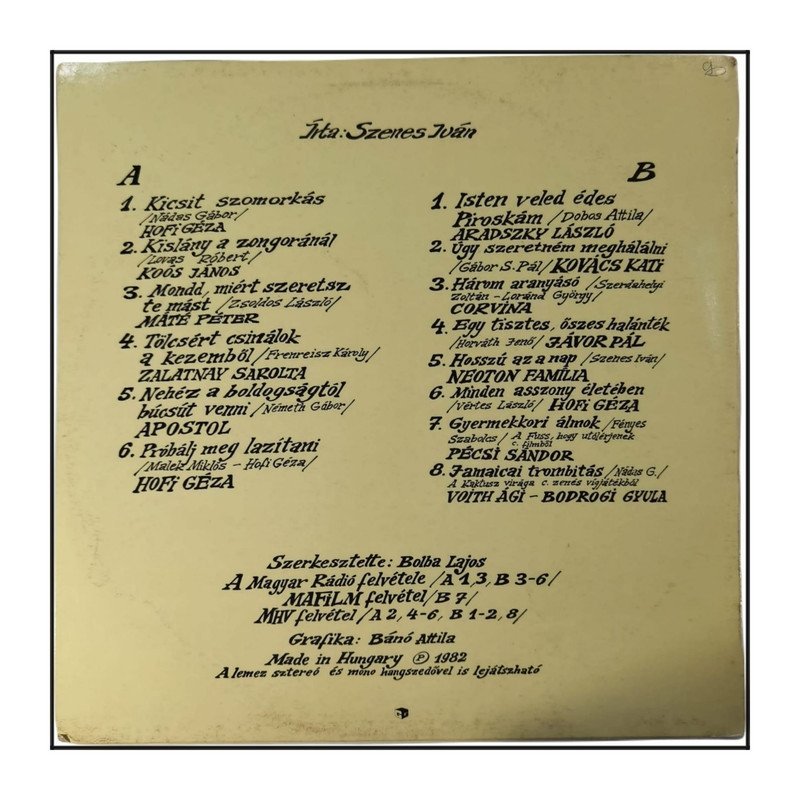 Írta: Szenes Iván
A
1. Kicsit szomorkás
/Nádas Gábor/
HOFI GÉZA
2. Kislány a zongoránál
/Lovas Róbert/
KOÓS JÁNOS
3. Mondd, miért szeretsz
te mást /Zsoldos László/
MÁTÉ PÉTER
4. Tölcsért csinálok
a kezemből /Frenreisz Károly/
ZALATNAY SAROLTA
5. Nehéz a boldogságtól
búcsút venni /Németh Gábor/
APOSTOL
6. Próbálj meg lazítani
/Malek Miklós - Hofi Géza/
HOFI GÉZA
B
1. Isten veled édes
Piroskám /Dobos Attila/
ARADSZKY LÁSZLÓ
2. Úgy szeretném meghálálni
/Gábor S. Pál/ KOVÁCS KATI
3. Három aranyásó /Szerdahelyi
Zoltán - Loránd György/
CORVINA
4. Egy tisztes, őszes halánték
/Horváth Jenő/ JÁVOR PÁL
5. Hosszú az a nap /Szenes Iván/
NEOTON FAMÍLIA
6. Minden asszony életében
/Vértes László/ HOFI GÉZA
7. Gyermekkori álmok /Fényes
Szabolcs/ /A Fuss, hogy utólérjenek
c. filmből
PÉCSI SÁNDOR
8. Jamaicai trombitás /Nádas G./
A Kaktusz virága c. zenés vígjátékból
VOITH ÁGI - BODROGI GYULA
Szerkesztette: Bolba Lajos
A Magyar Rádió felvétele /A 1,3, B 3-6/
MAFILM felvétel /B 7/
MHV felvétel /A 2, 4-6, B 1-2, 8/
Grafika: Bánó Attila
Made in Hungary Ⓟ 1982
A lemez sztereó és mono hangszedővel is lejátszható